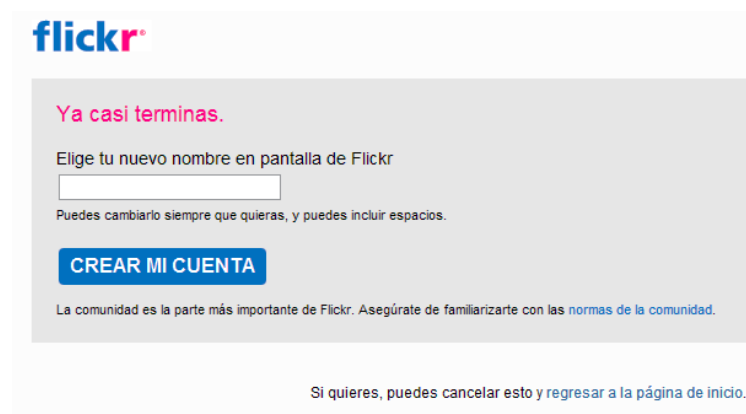 flickr
Ya casi terminas.
Elige tu nuevo nombre en pantalla de Flickr
Puedes cambiarlo siempre que quieras, y puedes incluir espacios.
CREAR MI CUENTA
La comunidad es la parte más importante de Flickr. Asegúrate de familiarizarte con las normas de la comunidad.
Si quieres, puedes cancelar esto y regresar a la página de inicio.